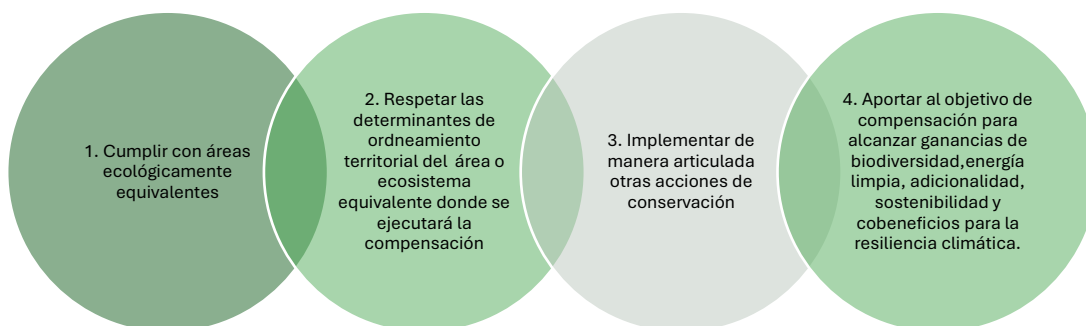 1. Cumplir con áreas
ecológicamente
equivalentes
2. Respetar las
determinantes de
ordneamiento
territorial del área o
ecosistema
equivalente donde se
ejecutará la
compensación
3. Implementar de
manera articulada
otras acciones de
conservación
4. Aportar al objetivo de
compensación para
alcanzar ganancias de
biodiversidad,energía
limpia, adicionalidad,
sostenibilidad y
cobeneficios para la
resiliencia climática.